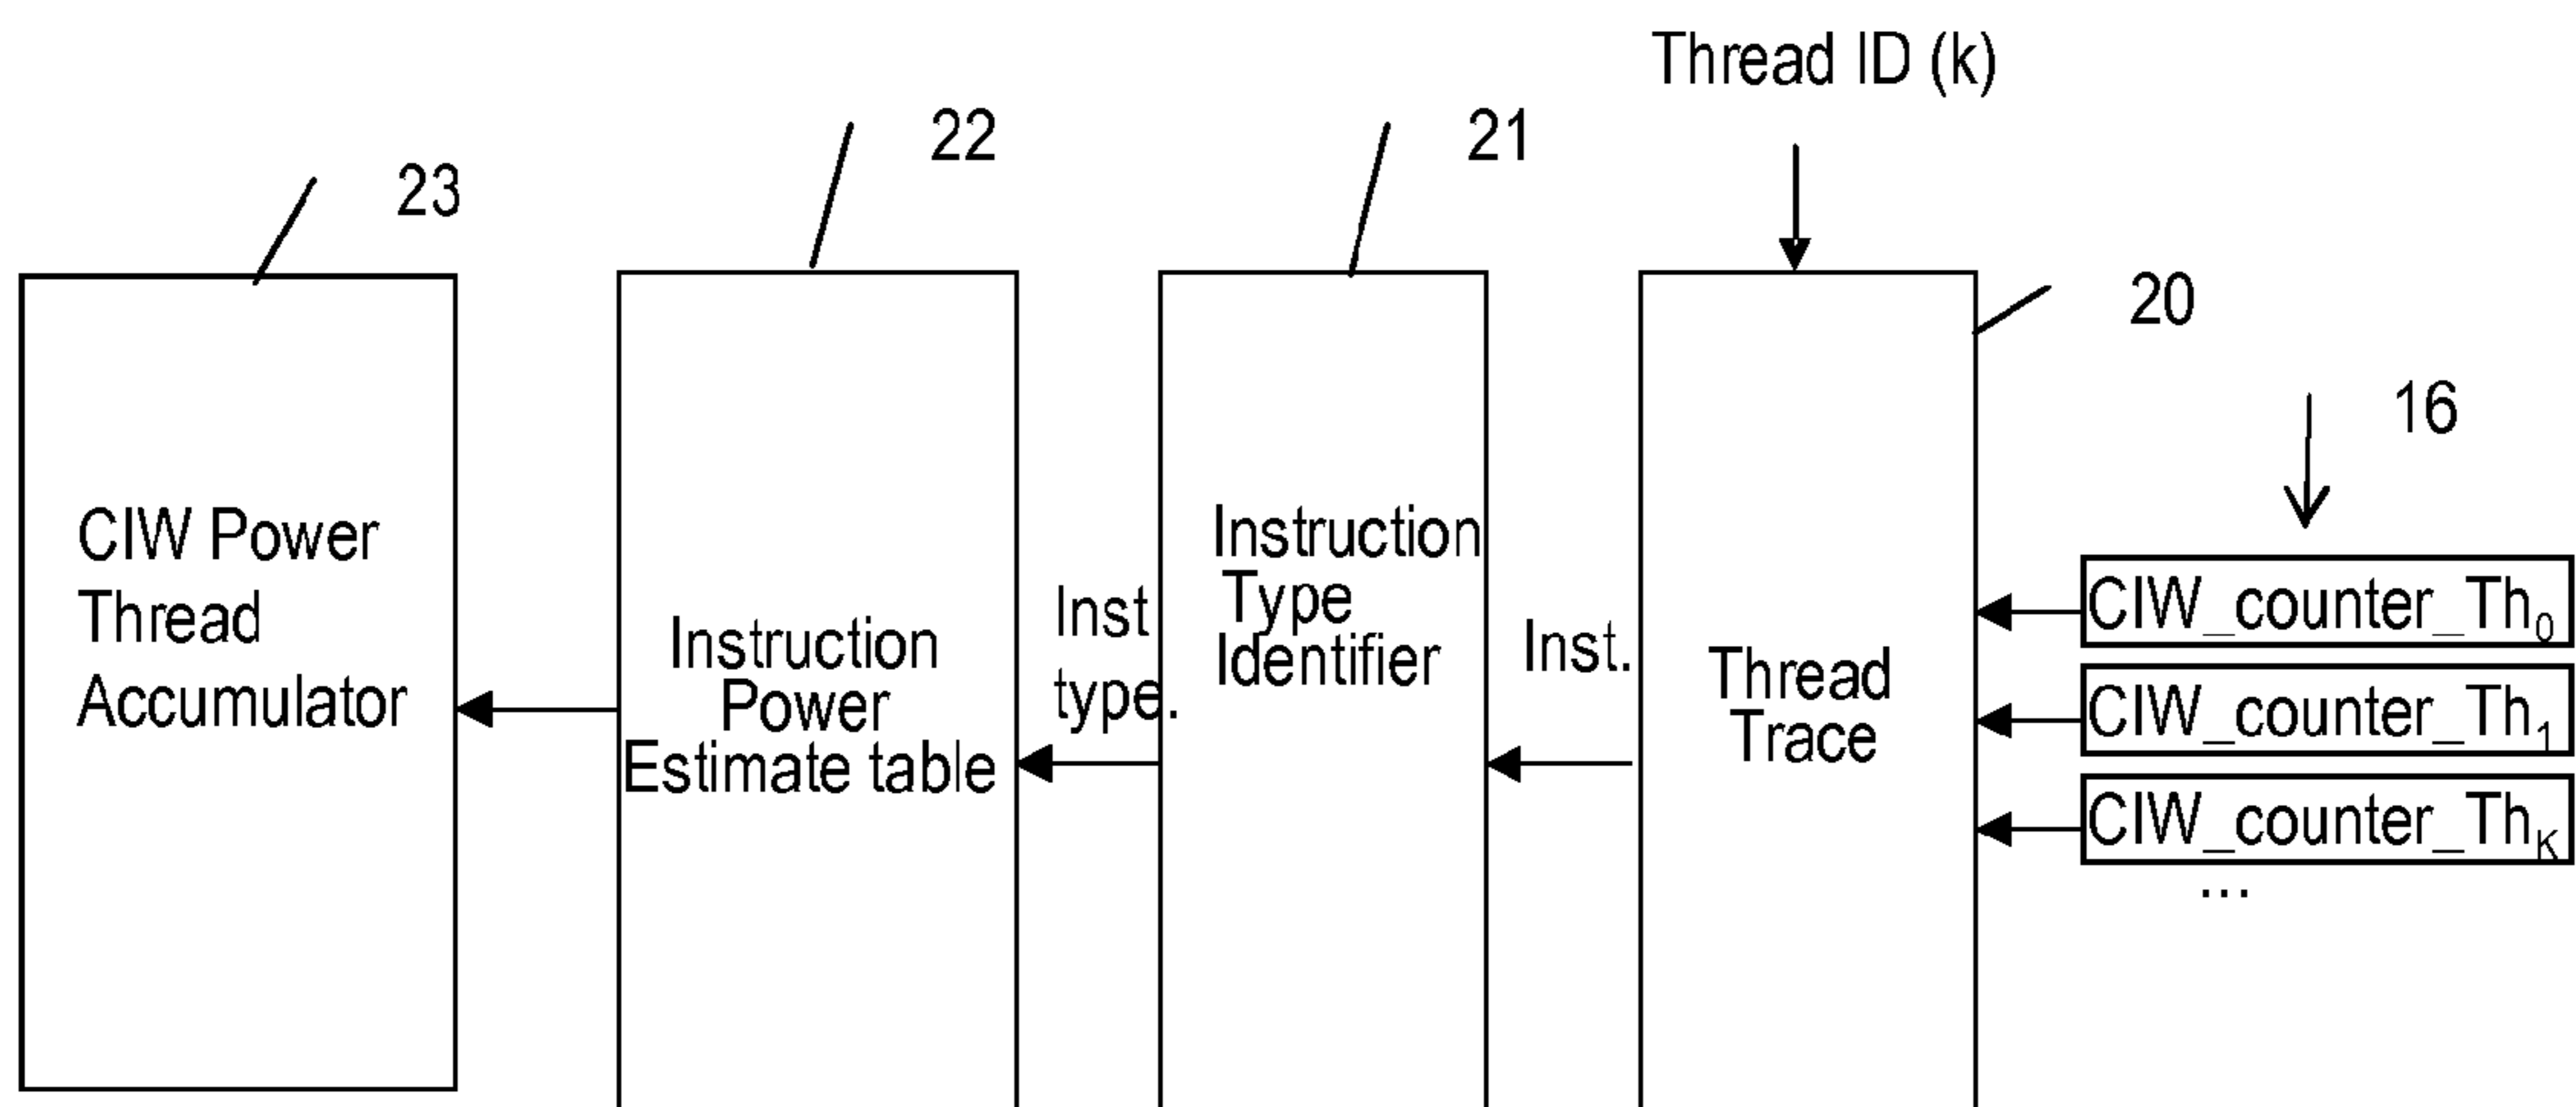 Thread ID (k)
23
22
21
20
16
CIW Power
Thread
Accumulator
Instruction
Power
Estimate table
Inst
type.
Instruction
Type
Identifier
Inst.
Thread
Trace
CIW_counter_Th₀
CIW_counter_Th₁
CIW_counter_Thₖ
...